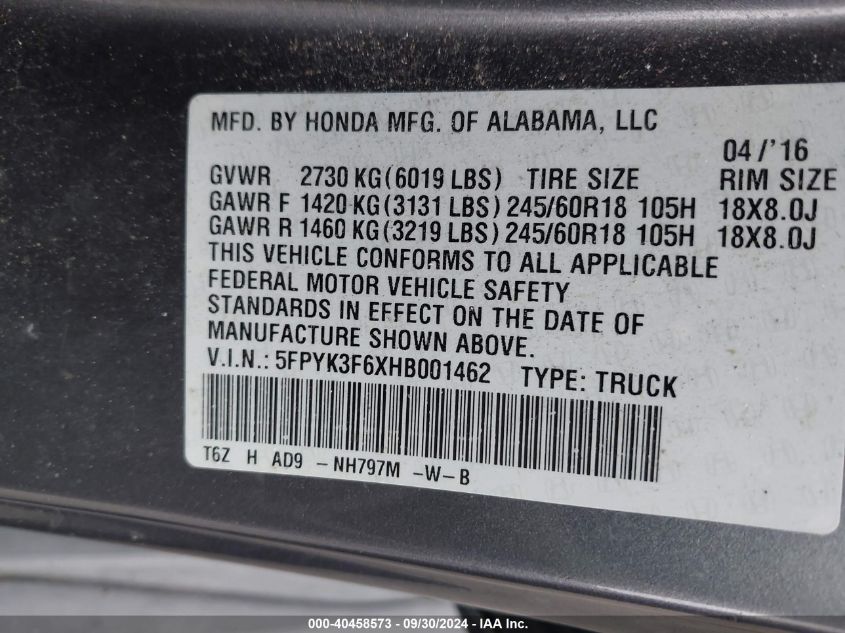 MFD. BY HONDA MFG. OF ALABAMA, LLC
04/'16
GVWR 2730 KG(6019 LBS) TIRE SIZE RIM SIZE
GAWR F 1420 KG(3131 LBS) 245/60R18 105H 18X8.0J
GAWR R 1460 KG(3219 LBS) 245/60R18 105H 18X8.0J
THIS VEHICLE CONFORMS TO ALL APPLICABLE
FEDERAL MOTOR VEHICLE SAFETY
STANDARDS IN EFFECT ON THE DATE OF
MANUFACTURE SHOWN ABOVE.
V.I.N.: 5FPYK3F6XHB001462 TYPE: TRUCK
T6Z H AD9 -NH797M -W-B
000-40458573 - 09/30/2024 - IAA Inc.